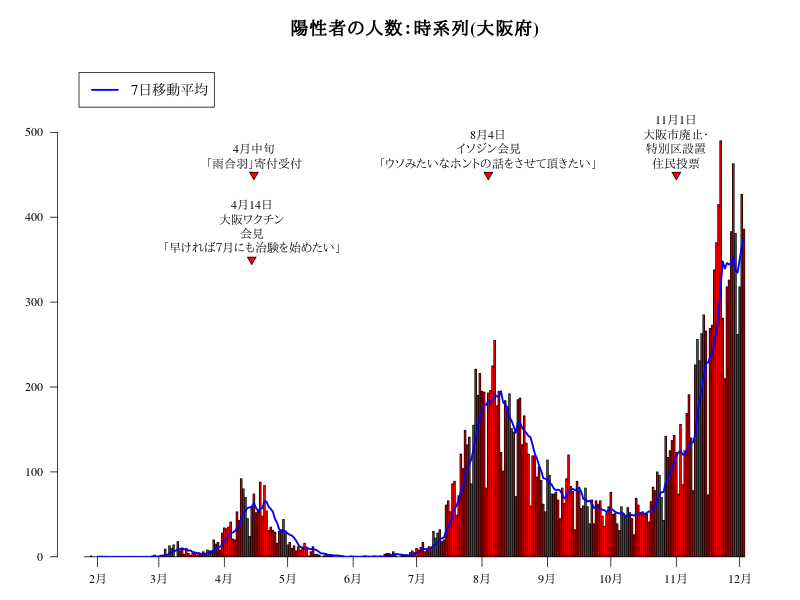 陽性者の人数：時系列(大阪府)
7日移動平均
11月1日
大阪市廃止・
特別区設置
住民投票
8月4日
イソジン会見
「ウソみたいなホントの話をさせて頂きたい」
4月中旬
「雨合羽」寄付受付
4月14日
大阪ワクチン
会見
「早ければ7月にも治験を始めたい」
500
400
300
200
100
0
2月 3月 4月 5月 6月 7月 8月 9月 10月 11月 12月